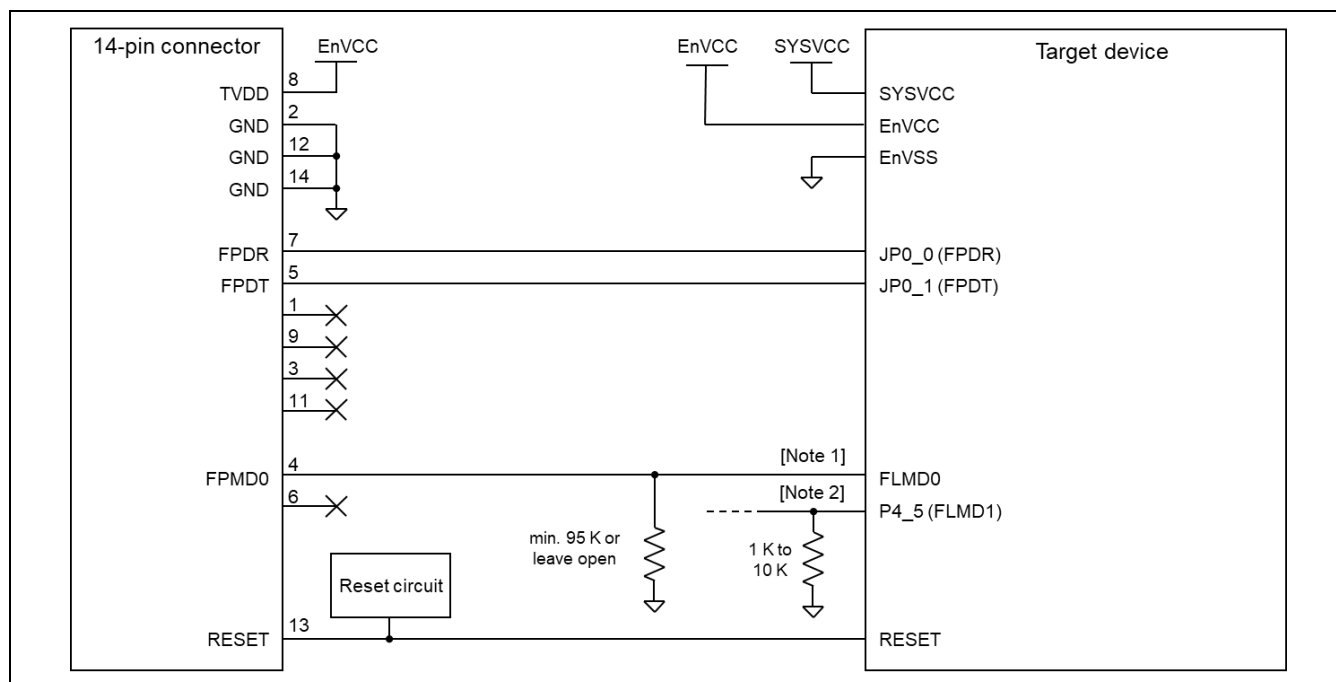 14-pin connector
EnVCC
EnVCC
SYSVCC
Target device
8
TVDD
SYSVCC
2
GND
EnVCC
12
GND
EnVSS
14
GND
7
FPDR
JP0_0 (FPDR)
5
FPDT
JP0_1 (FPDT)
1
9
3
11
[Note 1]
4
FPMD0
FLMD0
6
[Note 2]
P4_5 (FLMD1)
min. 95 K or
leave open
1 K to
10 K
Reset circuit
13
RESET
RESET